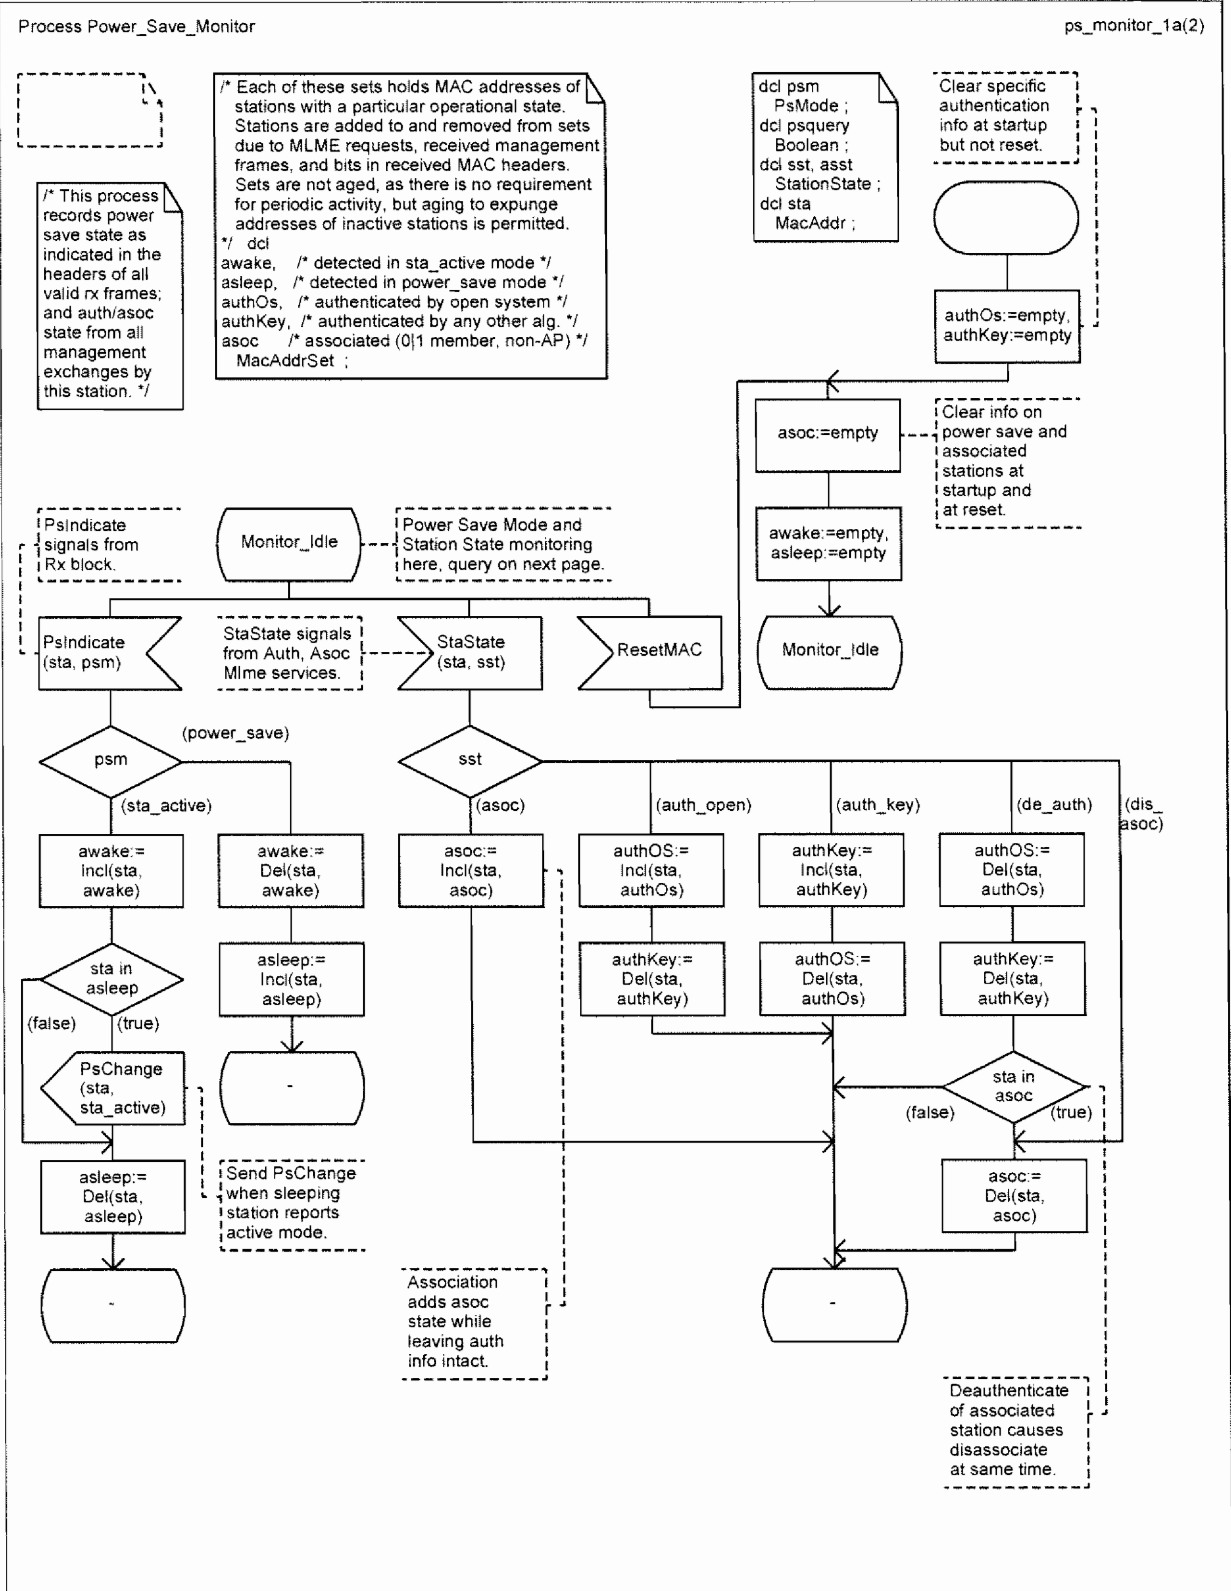 Process Power_Save_Monitor
ps_monitor_1a(2)
/* This process
records power
save state as
indicated in the
headers of all
valid rx frames;
and auth/asoc
state from all
management
exchanges by
this station. */
/* Each of these sets holds MAC addresses of
stations with a particular operational state.
Stations are added to and removed from sets
due to MLME requests, received management
frames, and bits in received MAC headers.
Sets are not aged, as there is no requirement
for periodic activity, but aging to expunge
addresses of inactive stations is permitted.
*/ dcl
awake, /* detected in sta_active mode */
asleep, /* detected in power_save mode */
authOs, /* authenticated by open system */
authKey, /* authenticated by any other alg. */
asoc /* associated (0|1 member, non-AP) */
MacAddrSet ;
dcl psm
PsMode ;
dcl psquery
Boolean ;
dcl sst, asst
StationState ;
dcl sta
MacAddr ;
Clear specific
authentication
info at startup
but not reset.
authOs:=empty,
authKey:=empty
asoc:=empty
Clear info on
power save and
associated
stations at
startup and
at reset.
awake:=empty,
asleep:=empty
Monitor_Idle
PsIndicate
signals from
Rx block.
Monitor_Idle
Power Save Mode and
Station State monitoring
here, query on next page.
PsIndicate
(sta, psm)
StaState signals
from Auth, Asoc
Mlme services.
StaState
(sta, sst)
ResetMAC
psm
(power_save)
(sta_active)
awake:=
Incl(sta,
awake)
awake:=
Del(sta,
awake)
sta in
asleep
(false)
(true)
asleep:=
Incl(sta,
asleep)
-
PsChange
(sta,
sta_active)
asleep:=
Del(sta,
asleep)
Send PsChange
when sleeping
station reports
active mode.
-
sst
(asoc)
(auth_open)
(auth_key)
(de_auth)
(dis_
asoc)
asoc:=
Incl(sta,
asoc)
authOS:=
Incl(sta,
authOs)
authKey:=
Incl(sta,
authKey)
authOS:=
Del(sta,
authOs)
authKey:=
Del(sta,
authKey)
authOS:=
Del(sta,
authOs)
authKey:=
Del(sta,
authKey)
sta in
asoc
(false)
(true)
asoc:=
Del(sta,
asoc)
-
Association
adds asoc
state while
leaving auth
info intact.
Deauthenticate
of associated
station causes
disassociate
at same time.